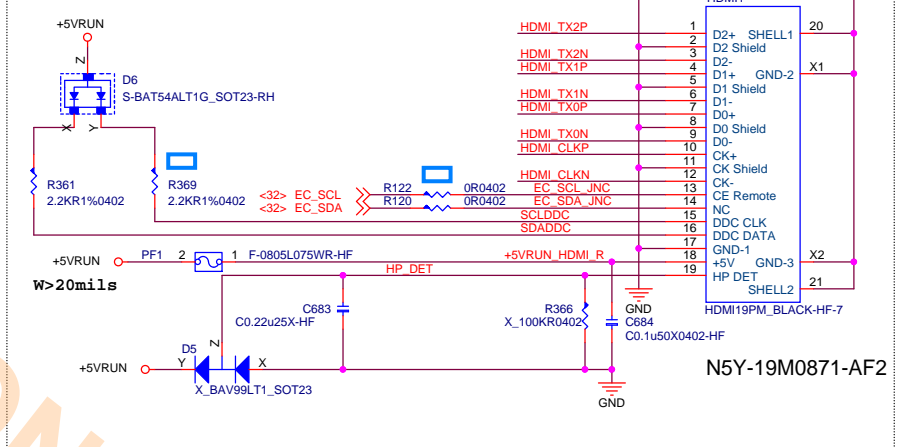 +5VRUN
Z
D6
S-BAT54ALT1G_SOT23-RH
X
Y
R361
2.2KR1%0402
R369
2.2KR1%0402
<32> EC_SCL
<32> EC_SDA
R122
0R0402
R120
0R0402
EC_SCL_JNC
EC_SDA_JNC
SCLDDC
SDADDC
HDMI_TX2P
HDMI_TX2N
HDMI_TX1P
HDMI_TX1N
HDMI_TX0P
HDMI_TX0N
HDMI_CLKP
HDMI_CLKN
1 D2+ SHELL1 20
2 D2 Shield
3 D2-
4 D1+ GND-2 X1
5 D1 Shield
6 D1-
7 D0+
8 D0 Shield
9 D0-
10 CK+
11 CK Shield
12 CK-
13 CE Remote
14 NC
15 DDC CLK
16 DDC DATA
17 GND-1
18 +5V GND-3 X2
19 HP DET
SHELL2 21
HDMI19PM_BLACK-HF-7
N5Y-19M0871-AF2
+5VRUN
PF1 2 1 F-0805L075WR-HF
+5VRUN_HDMI_R
W>20mils
HP_DET
C683
C0.22u25X-HF
R366
X_100KR0402
GND
C684
C0.1u50X0402-HF
D5
Z
+5VRUN
Y
X
X_BAV99LT1_SOT23
GND